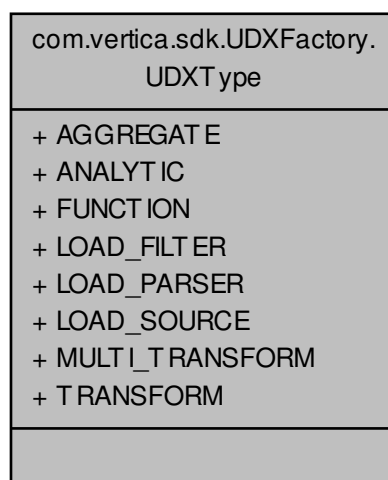 com.vertica.sdk.UDXFactory.
UDXType
+ AGGREGATE
+ ANALYTIC
+ FUNCTION
+ LOAD_FILTER
+ LOAD_PARSER
+ LOAD_SOURCE
+ MULTI_TRANSFORM
+ TRANSFORM